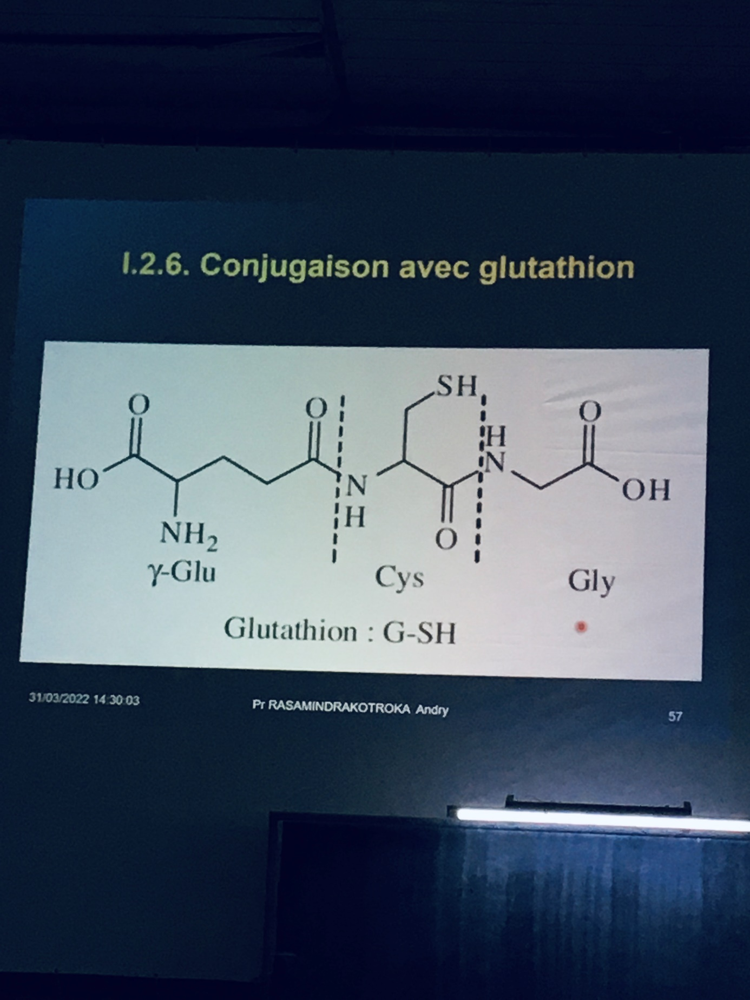 I.2.6. Conjugaison avec glutathion
O
O
SH
H
N
O
HO
N
H
OH
NH₂
O
γ-Glu
Cys
Gly
Glutathion : G-SH
31/03/2022 14:30:03
Pr RASAMINDRAKOTROKA Andry
57